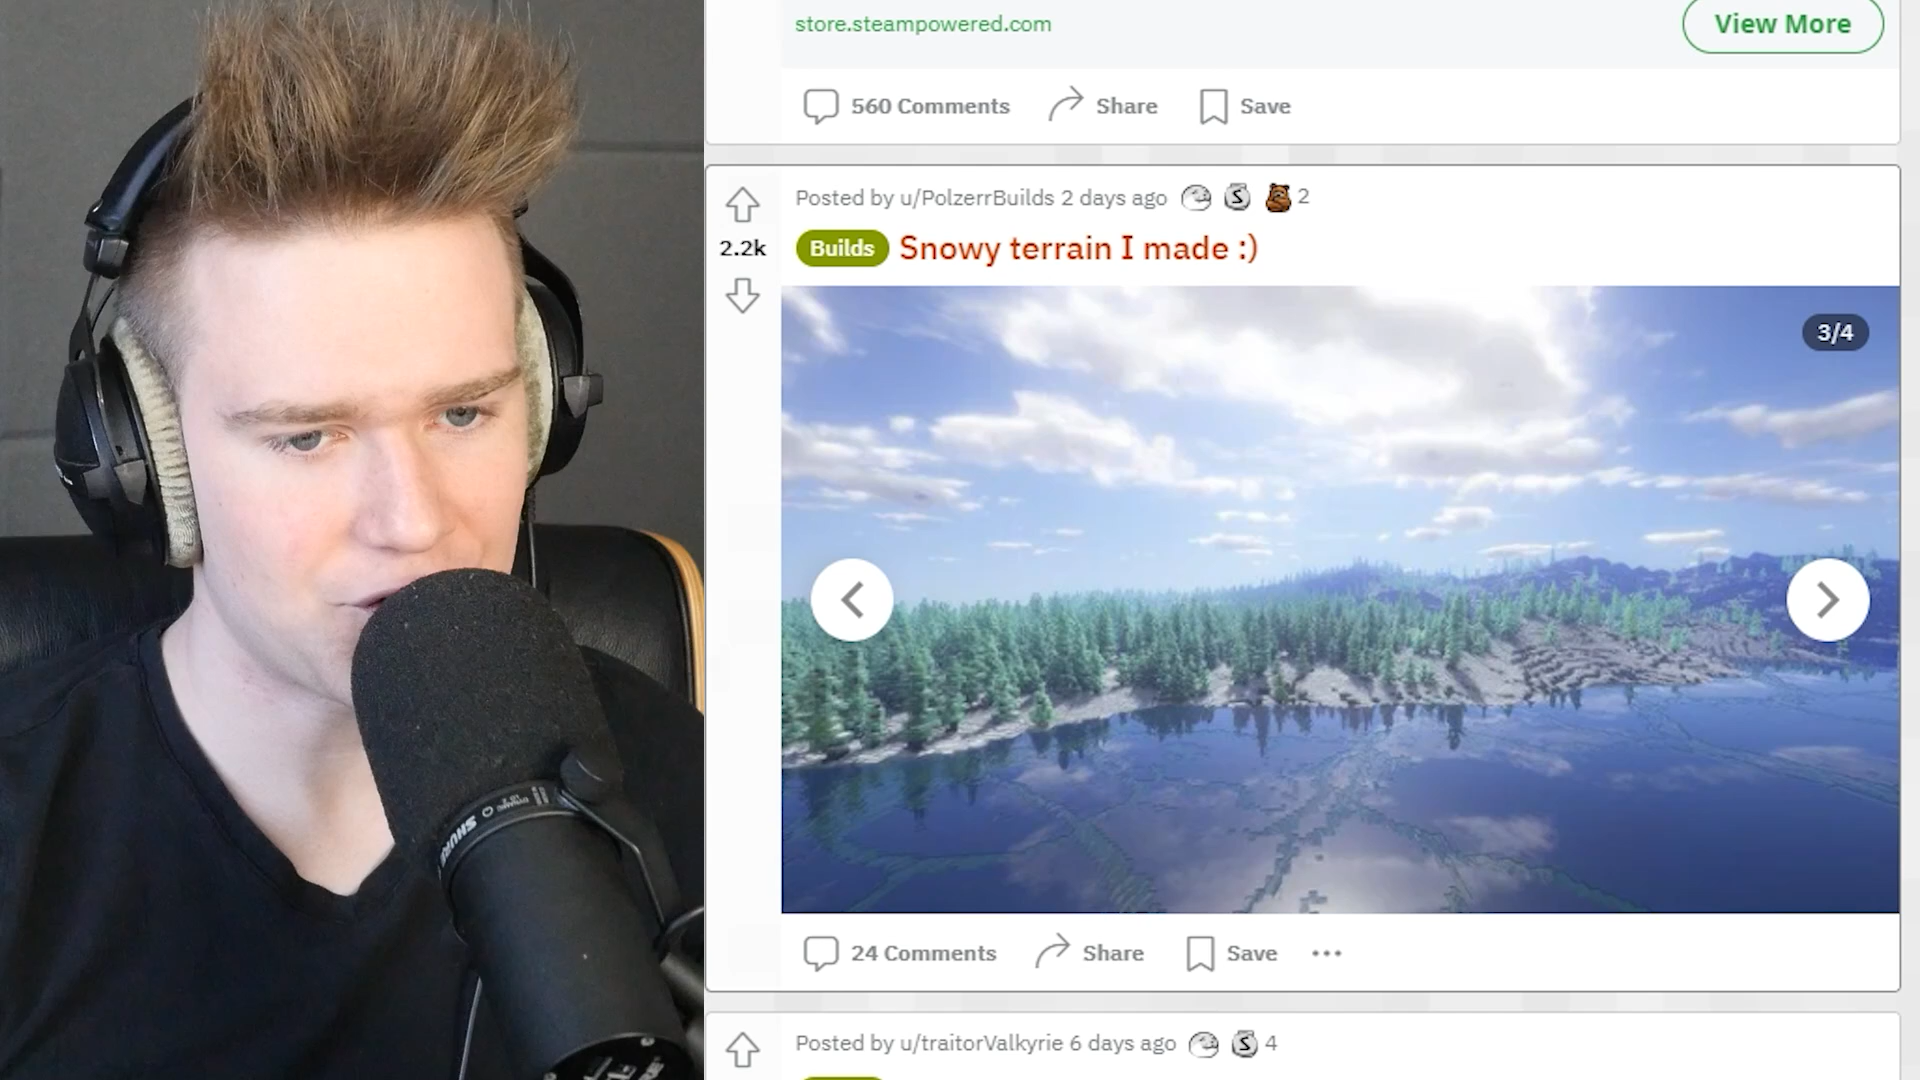 store.steampowered.com
View More
560 Comments
Share
Save
Posted by u/PolzerrBuilds 2 days ago
2
2.2k
Builds
Snowy terrain I made :)
3/4
24 Comments
Share
Save
Posted by u/traitorValkyrie 6 days ago
4
SHURE